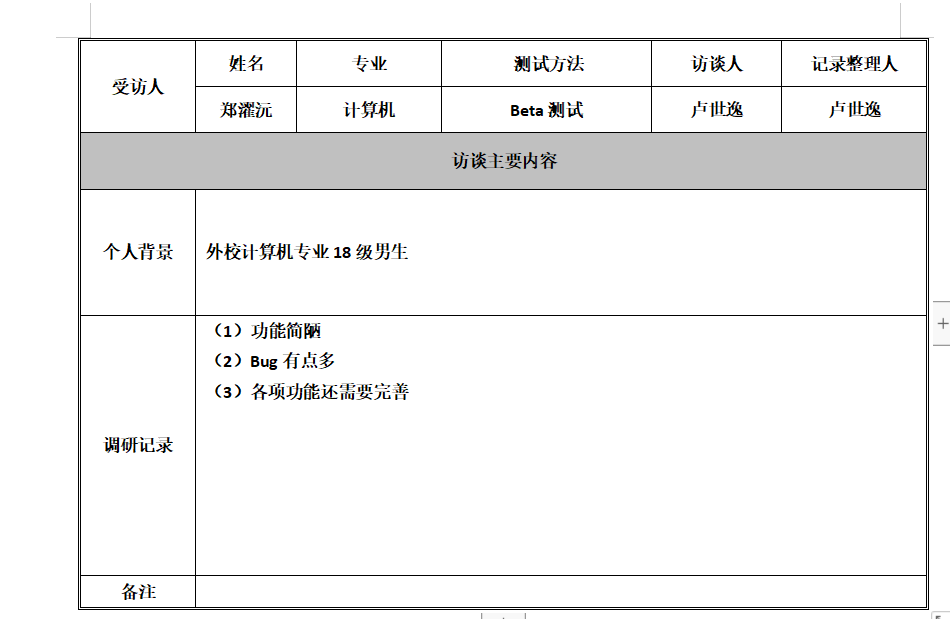 受访人
姓名 专业 测试方法 访谈人 记录整理人
郑濯沅 计算机 Beta 测试 卢世逸 卢世逸
访谈主要内容
个人背景 外校计算机专业 18 级男生
调研记录
（1）功能简陋
（2）Bug 有点多
（3）各项功能还需要完善
备注